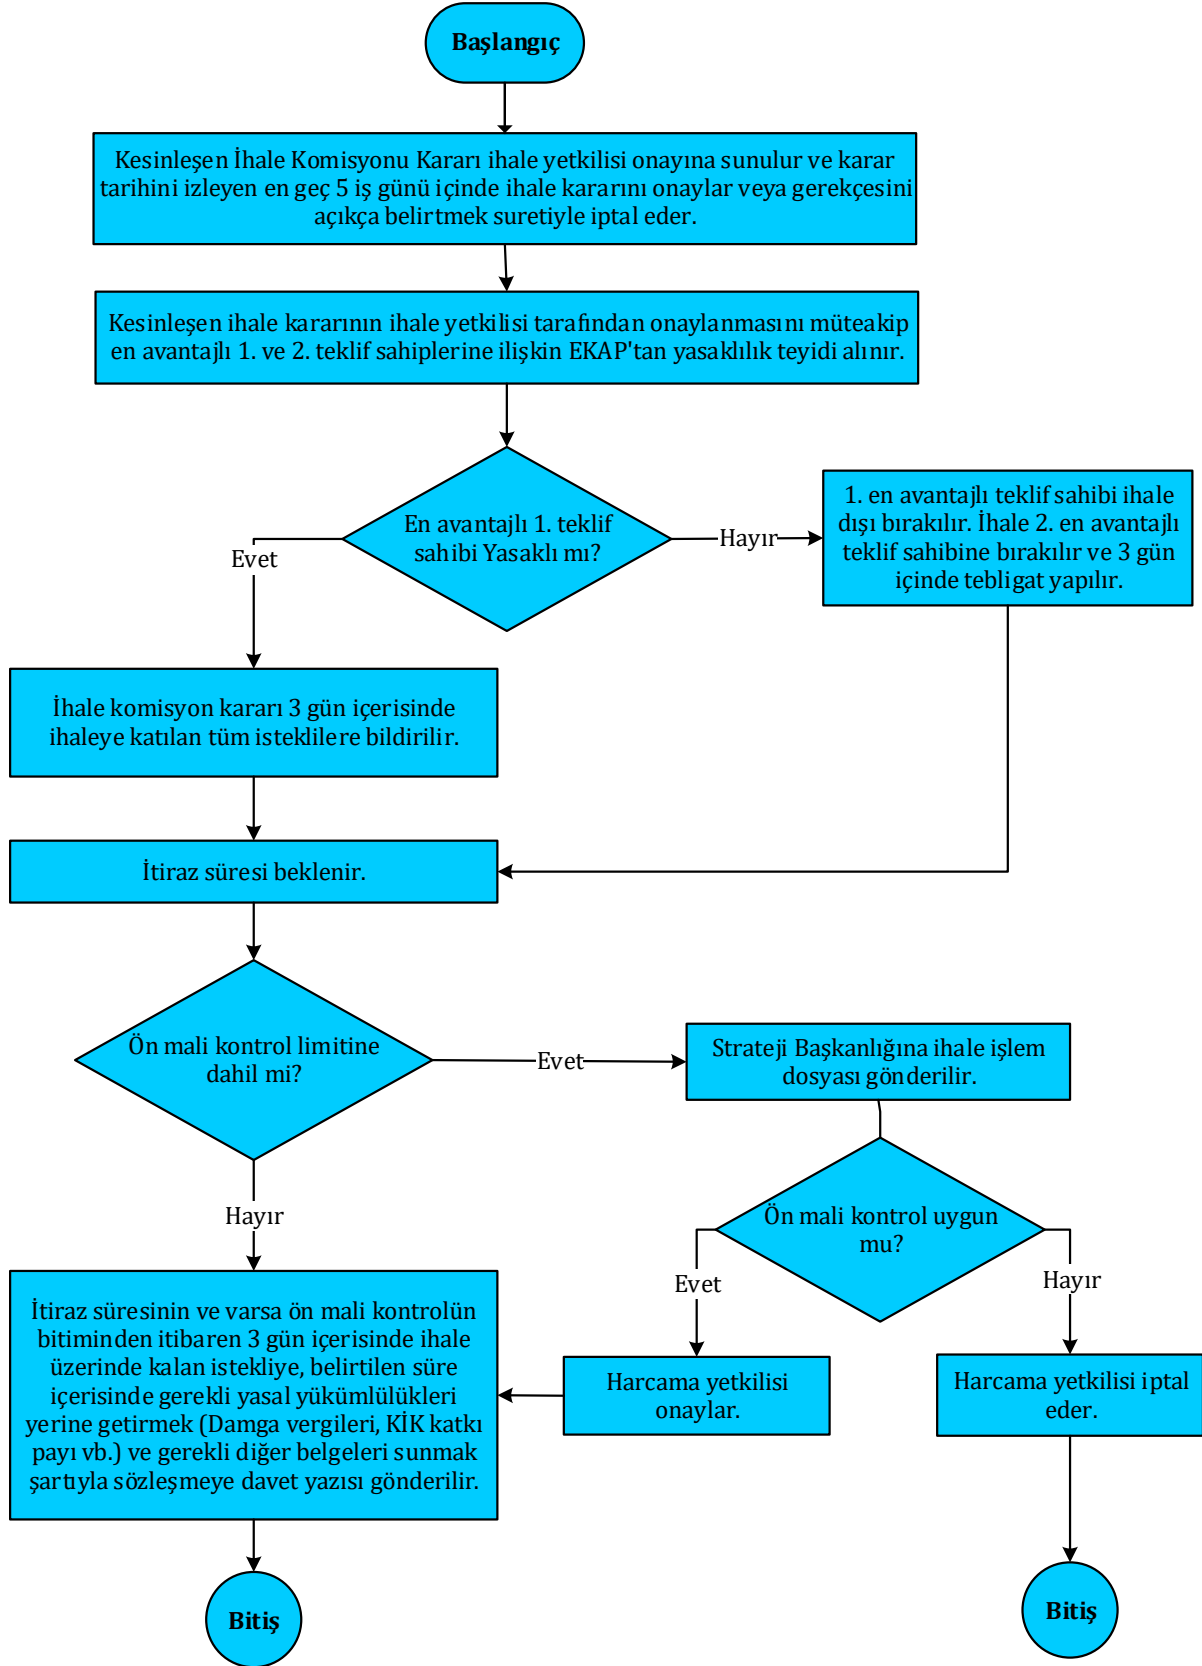 Başlangıç
Kesinleşen İhale Komisyonu Kararı ihale yetkilisi onayına sunulur ve karar
tarihini izleyen en geç 5 iş günü içinde ihale kararını onaylar veya gerekçesini
açıkça belirtmek suretiyle iptal eder.
Kesinleşen ihale kararının ihale yetkilisi tarafından onaylanmasını müteakip
en avantajlı 1. ve 2. teklif sahiplerine ilişkin EKAP'tan yasaklılık teyidi alınır.
En avantajlı 1. teklif
sahibi Yasaklı mı?
Hayır
1. en avantajlı teklif sahibi ihale
dışı bırakılır. İhale 2. en avantajlı
teklif sahibine bırakılır ve 3 gün
içinde tebligat yapılır.
Evet
İhale komisyon kararı 3 gün içerisinde
ihaleye katılan tüm isteklilere bildirilir.
İtiraz süresi beklenir.
Ön mali kontrol limitine
dahil mi?
Evet
Strateji Başkanlığına ihale işlem
dosyası gönderilir.
Hayır
Ön mali kontrol uygun
mu?
Evet
Hayır
İtiraz süresinin ve varsa ön mali kontrolün
bitiminden itibaren 3 gün içerisinde ihale
üzerinde kalan istekliye, belirtilen süre
içerisinde gerekli yasal yükümlülükleri
yerine getirmek (Damga vergileri, KİK katkı
payı vb.) ve gerekli diğer belgeleri sunmak
şartıyla sözleşmeye davet yazısı gönderilir.
Harcama yetkilisi
onaylar.
Harcama yetkilisi iptal
eder.
Bitiş
Bitiş